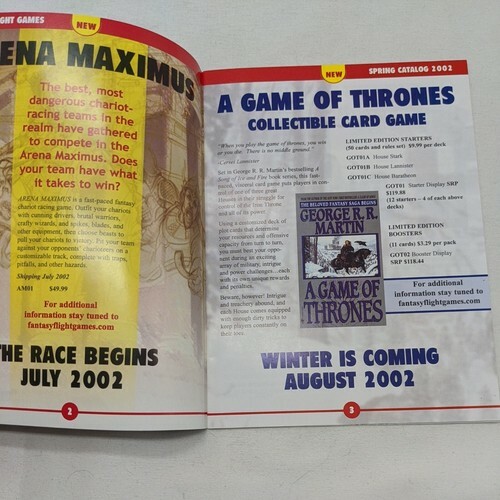 GHT GAMES
NEW
ENA MAXIMUS
The best, most
dangerous chariot-
racing teams in the
realm have gathered
to compete in the
Arena Maximus. Does
your team have what
it takes to win?
ARENA MAXIMUS is a fast-paced fantasy
chariot racing game. Outfit your chariots
with cunning drivers, brutal warriors,
crafty wizards, and spikes, blades, and
other equipment, then choose beasts to
pull your chariots to victory. Pit your team
against your opponents' charioteers on a
customizable track, complete with traps,
pitfalls, and other hazards.
Shipping July 2002
AM01 $49.99
For additional
information stay tuned to
fantasyflightgames.com
THE RACE BEGINS
JULY 2002
2
NEW
SPRING CATALOG 2002
A GAME OF THRONES
COLLECTIBLE CARD GAME
"When you play the game of thrones, you win
or you die. There is no middle ground."
-Cersei Lannister
Set in George R. R. Martin's bestselling A
Song of Ice and Fire book series, this fast-
paced, visceral card game puts players in con-
trol of one of three great
Houses in their struggle for
control of the Iron Throne
and all of its power.
Using a customized deck of
plot cards that determine
your resources and offensive
capacity from turn to turn,
you must best your oppo-
nent during an exciting
array of military, intrigue
and power challenges...each
with its own unique rewards
and penalties.
Beware, however! Intrigue
and treachery abound, and
each House comes equipped
with enough dirty tricks to
keep players constantly on
their toes.
THE BELOVED FANTASY SAGA BEGINS
GEORGE R. R.
MARTIN
A GAME OF
THRONES
LIMITED EDITION STARTERS
(50 cards and rules set) $9.99 per deck
GOT01A House Stark
GOT01B House Lannister
GOT01C House Baratheon
GOT01 Starter Display SRP
$119.88
(12 starters - 4 of each above
decks)
LIMITED EDITION
BOOSTERS
(11 cards) $3.29 per pack
GOT02 Booster Display
SRP $118.44
For additional
information stay tuned to
fantasyflightgames.com
WINTER IS COMING
AUGUST 2002
3